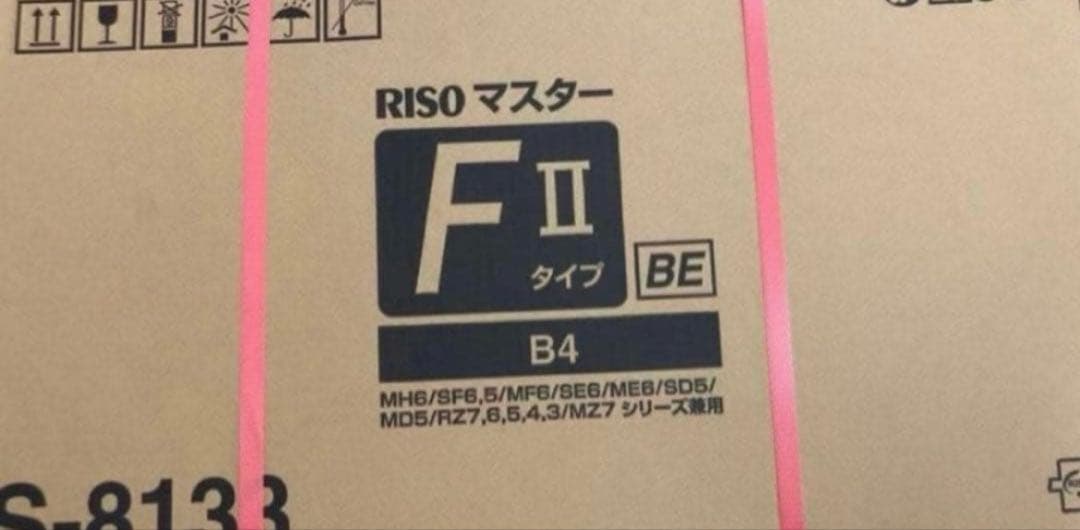 RISO マスター
F II
タイプ
BE
B4
MH6/SF6,5/MF6/SE6/ME6/SD5/
MD5/RZ7,6,5,4,3/MZ7 シリーズ兼用
S-8133